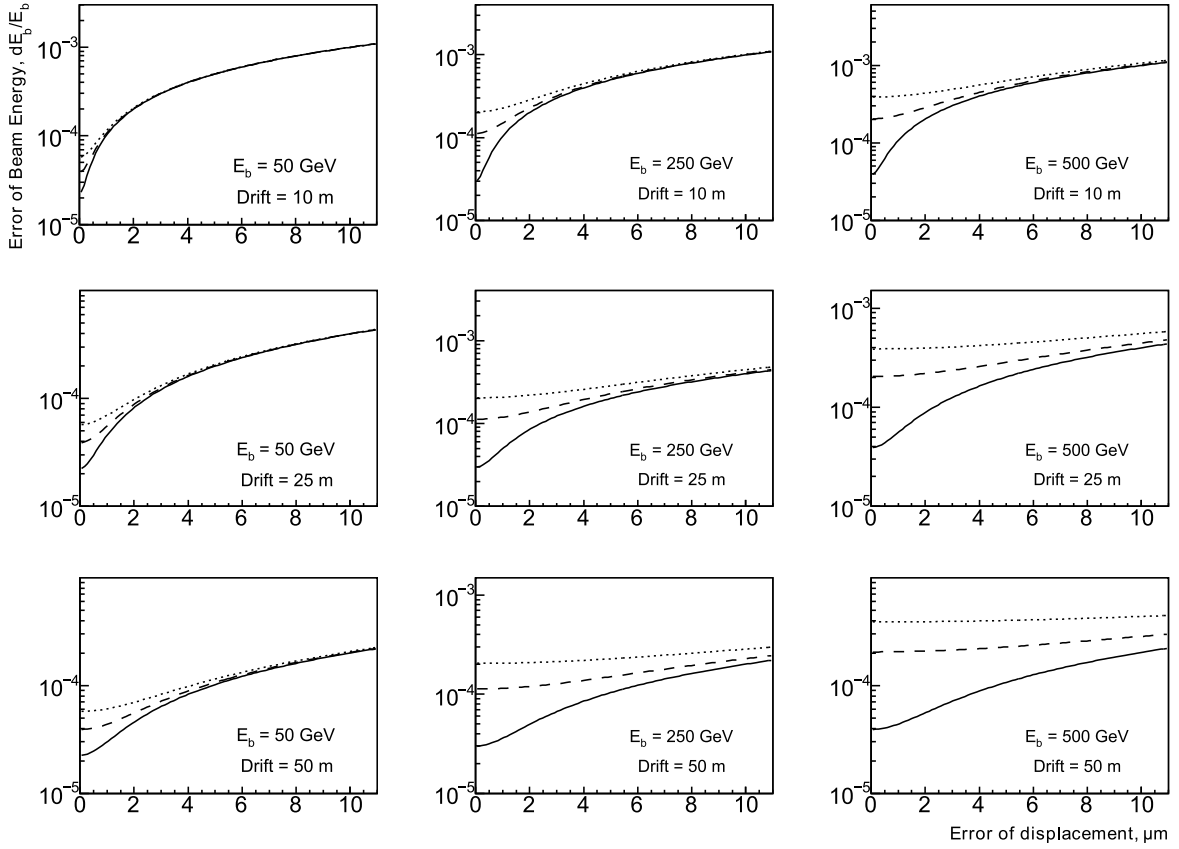 Error of Beam Energy, dE_b/E_b
10^−3
10^−4
10^−5
0 2 4 6 8 10
E_b = 50 GeV
Drift = 10 m
10^−3
10^−4
10^−5
0 2 4 6 8 10
E_b = 250 GeV
Drift = 10 m
10^−3
10^−4
10^−5
0 2 4 6 8 10
E_b = 500 GeV
Drift = 10 m
10^−4
10^−5
0 2 4 6 8 10
E_b = 50 GeV
Drift = 25 m
10^−3
10^−4
10^−5
0 2 4 6 8 10
E_b = 250 GeV
Drift = 25 m
10^−3
10^−4
10^−5
0 2 4 6 8 10
E_b = 500 GeV
Drift = 25 m
10^−4
10^−5
0 2 4 6 8 10
E_b = 50 GeV
Drift = 50 m
10^−3
10^−4
10^−5
0 2 4 6 8 10
E_b = 250 GeV
Drift = 50 m
10^−4
10^−5
0 2 4 6 8 10
E_b = 500 GeV
Drift = 50 m
Error of displacement, μm